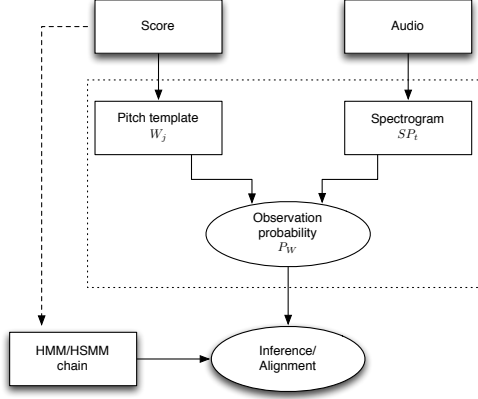 Score
Audio
Pitch template
W_j
Spectrogram
SP_t
Observation
probability
P_W
HMM/HSMM
chain
Inference/
Alignment